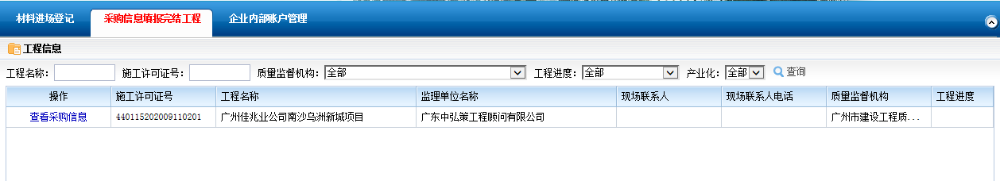 材料进场登记 采购信息填报完结工程 企业内部账户管理
工程信息
工程名称： 施工许可证号： 质量监督机构： 全部 工程进度： 全部 产业化： 全部 查询
操作 施工许可证号 工程名称 监理单位名称 现场联系人 现场联系人电话 质量监督机构 工程进度
查看采购信息 440115202009110201 广州佳兆业公司南沙乌洲新城项目 广东中弘策工程顾问有限公司 广州市建设工程质...